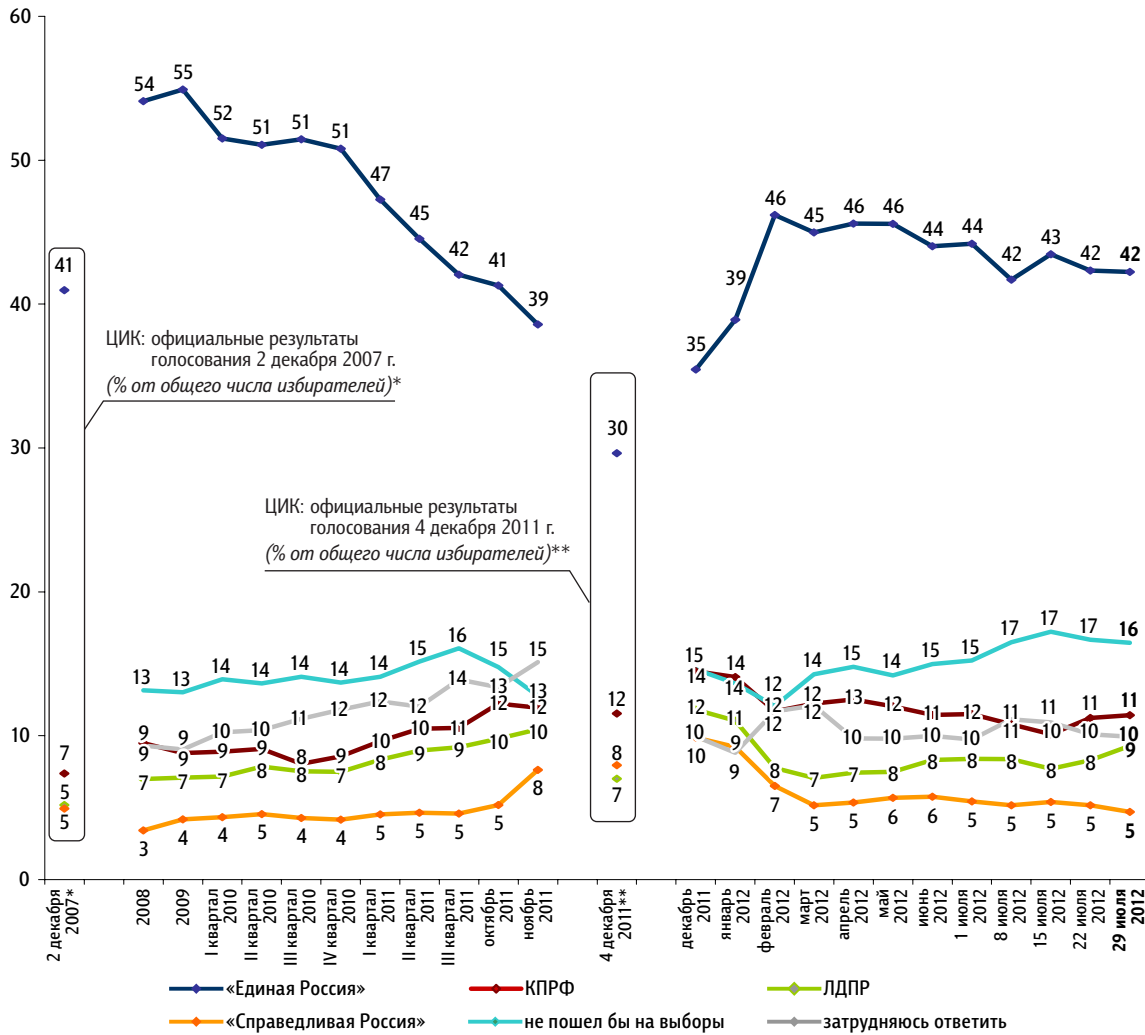 60
50
40
30
20
10
0
54 55 52 51 51 51 47 45 42 41 39
35 39 46 45 46 46 44 44 42 43 42 42
41
7
5
5
ЦИК: официальные результаты
голосования 2 декабря 2007 г.
(% от общего числа избирателей)*
30
12
8
7
ЦИК: официальные результаты
голосования 4 декабря 2011 г.
(% от общего числа избирателей)**
13 13 14 14 14 14 14 15 16 15 13
9 9 10 10 11 12 12 12 14 13 15
9 9 9 9 8 9 10 10 11 12 12
7 7 7 8 8 8 8 9 9 10 10
3 4 4 5 4 4 5 5 5 5 8
14 14 12 14 15 14 15 15 17 17 17 16
15 14 12 12 13 12 11 12 11 10 11 11
10 9 12 12 10 10 10 10 11 11 10 10
12 11 8 7 7 8 8 8 8 8 8 9
10 9 7 5 5 6 6 5 5 5 5 5
2 декабря
2007*
2008
2009
I квартал
2010
II квартал
2010
III квартал
2010
IV квартал
2010
I квартал
2011
II квартал
2011
III квартал
2011
октябрь
2011
ноябрь
2011
4 декабря
2011**
декабрь
2011
январь
2012
февраль
2012
март
2012
апрель
2012
май
2012
июнь
2012
1 июля
2012
8 июля
2012
15 июля
2012
22 июля
2012
29 июля
2012
«Единая Россия» КПРФ ЛДПР
«Справедливая Россия» не пошел бы на выборы затрудняюсь ответить